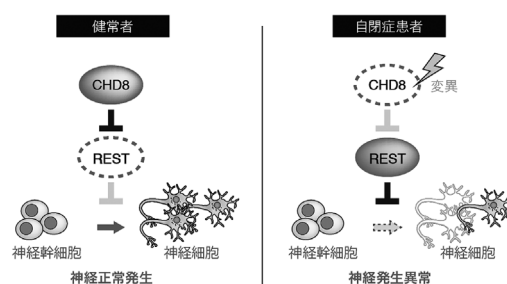 健常者
CHD8
REST
神経幹細胞
神経細胞
神経正常発生
自閉症患者
CHD8
変異
REST
神経幹細胞
神経細胞
神経発生異常